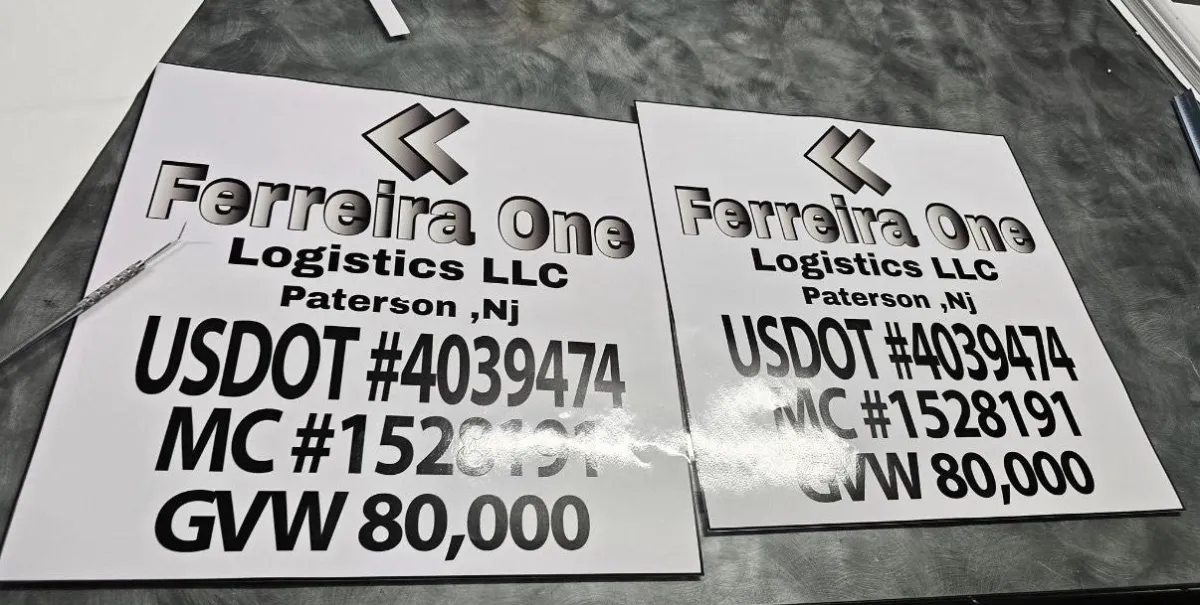 Ferreira One
Logistics LLC
Paterson ,Nj
USDOT #4039474
MC #1528191
GVW 80,000
Ferreira One
Logistics LLC
Paterson ,Nj
USDOT #4039474
MC #1528191
GVW 80,000